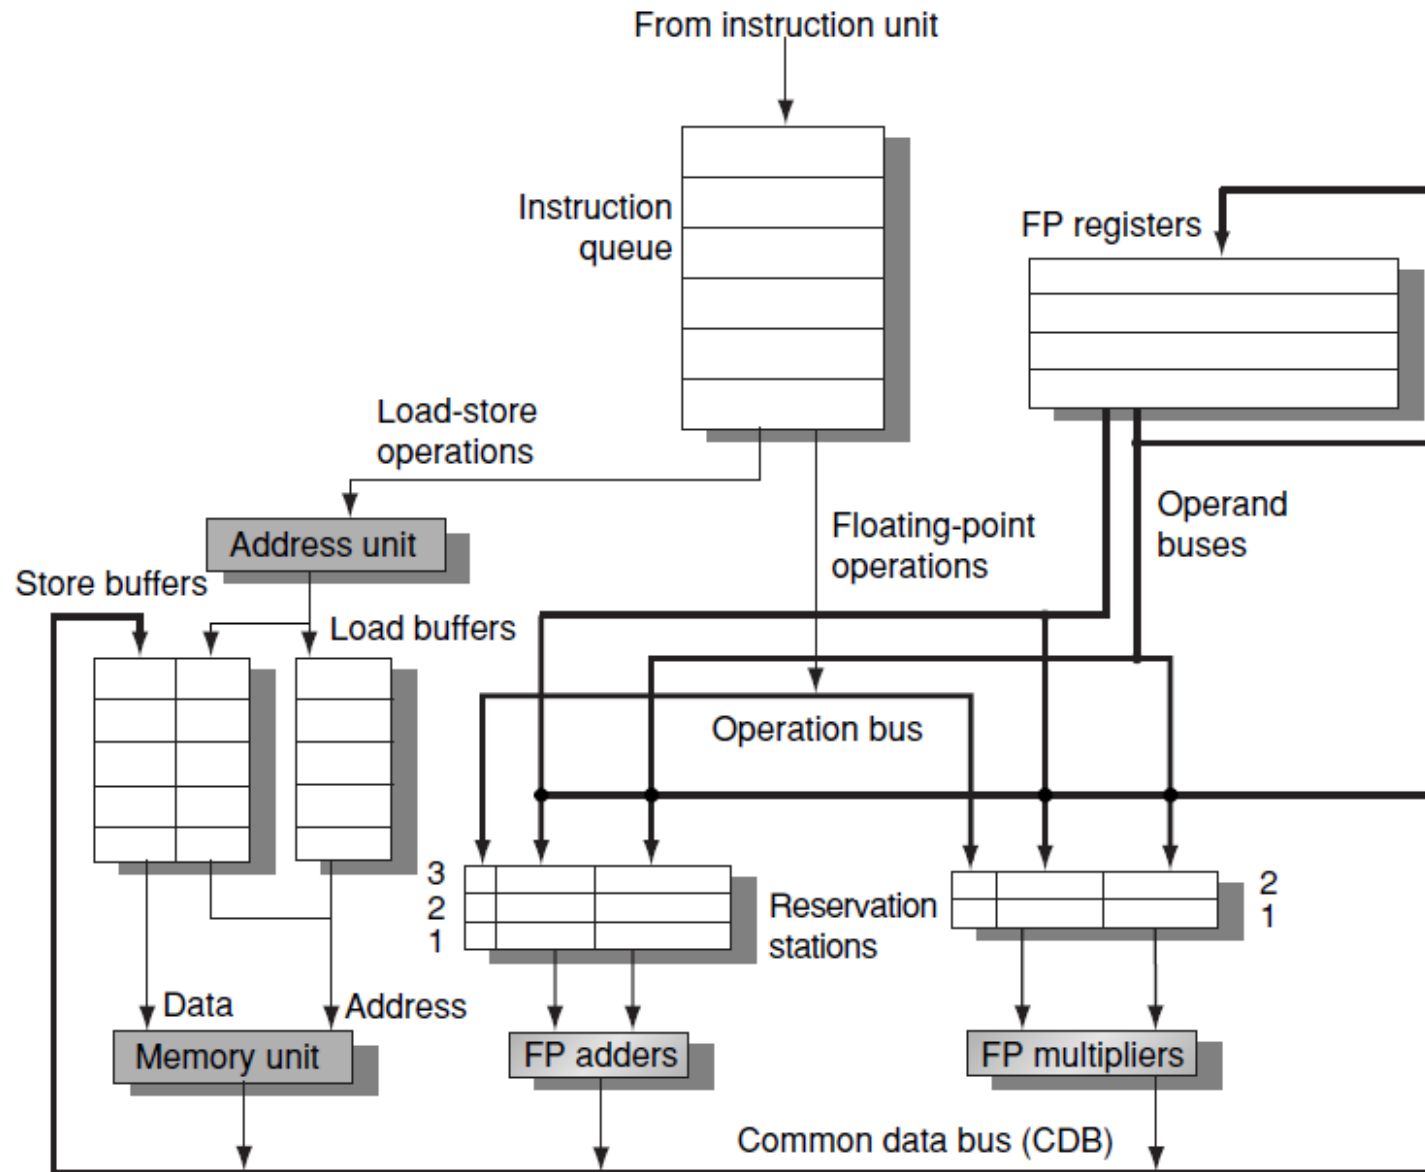 From instruction unit
Instruction
queue
FP registers
Load-store
operations
Address unit
Floating-point
operations
Operand
buses
Store buffers
Load buffers
Operation bus
3
2
1
Reservation
stations
2
1
Data
Address
Memory unit
FP adders
FP multipliers
Common data bus (CDB)